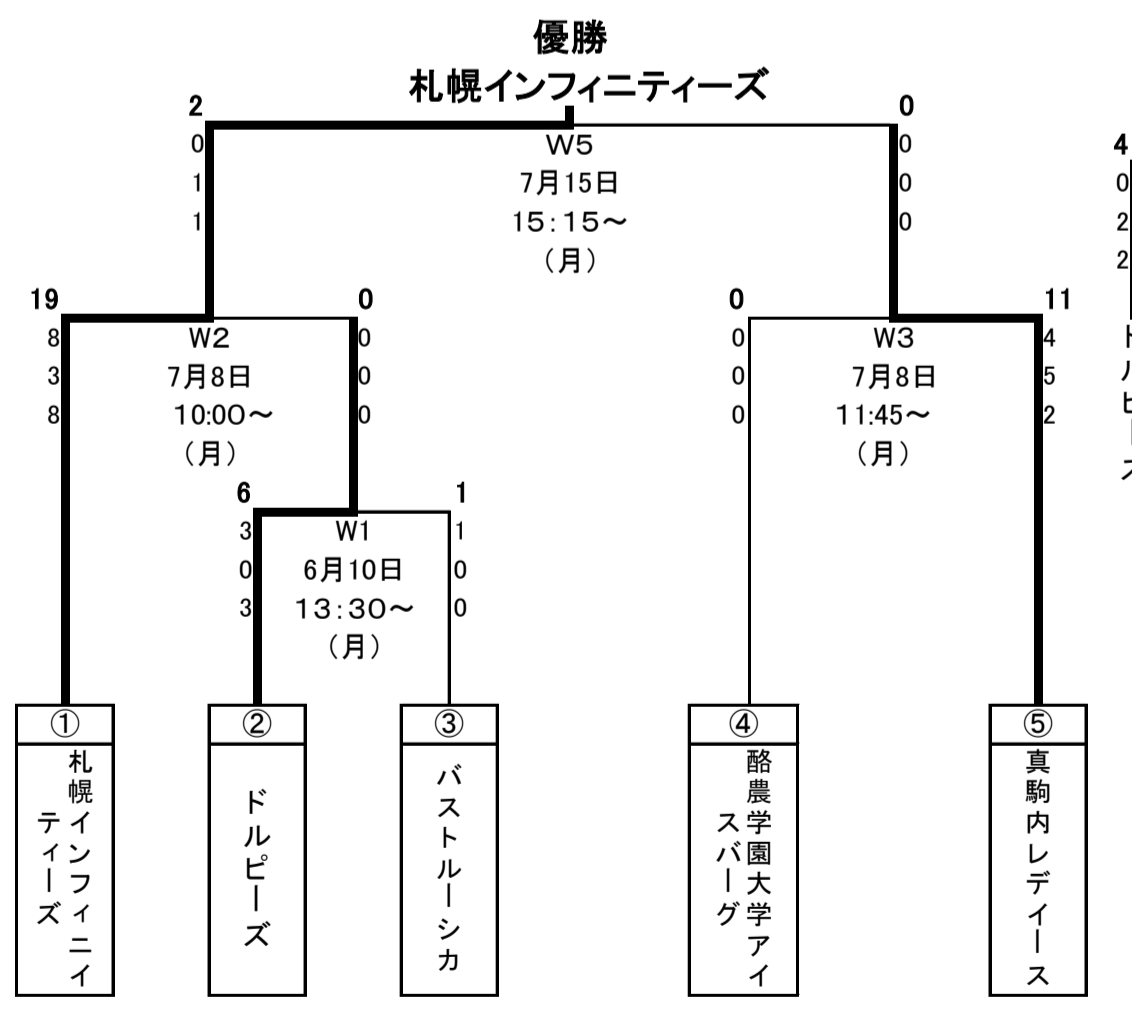 優勝
札幌インフィニティーズ
2
0
1
1
W5
7月15日
15:15～
（月）
0
0
0
0
4
0
2
2
19
8
3
8
W2
7月8日
10:00～
（月）
0
0
0
0
0
0
0
0
W3
7月8日
11:45～
（月）
11
4
5
2
6
3
0
3
W1
6月10日
13:30～
（月）
1
1
0
0
①
札幌インフィニイ
ティーズ
②
ドルピーズ
③
バストルーシカ
④
酪農学園大学アイ
スバーグ
⑤
真駒内レデイース